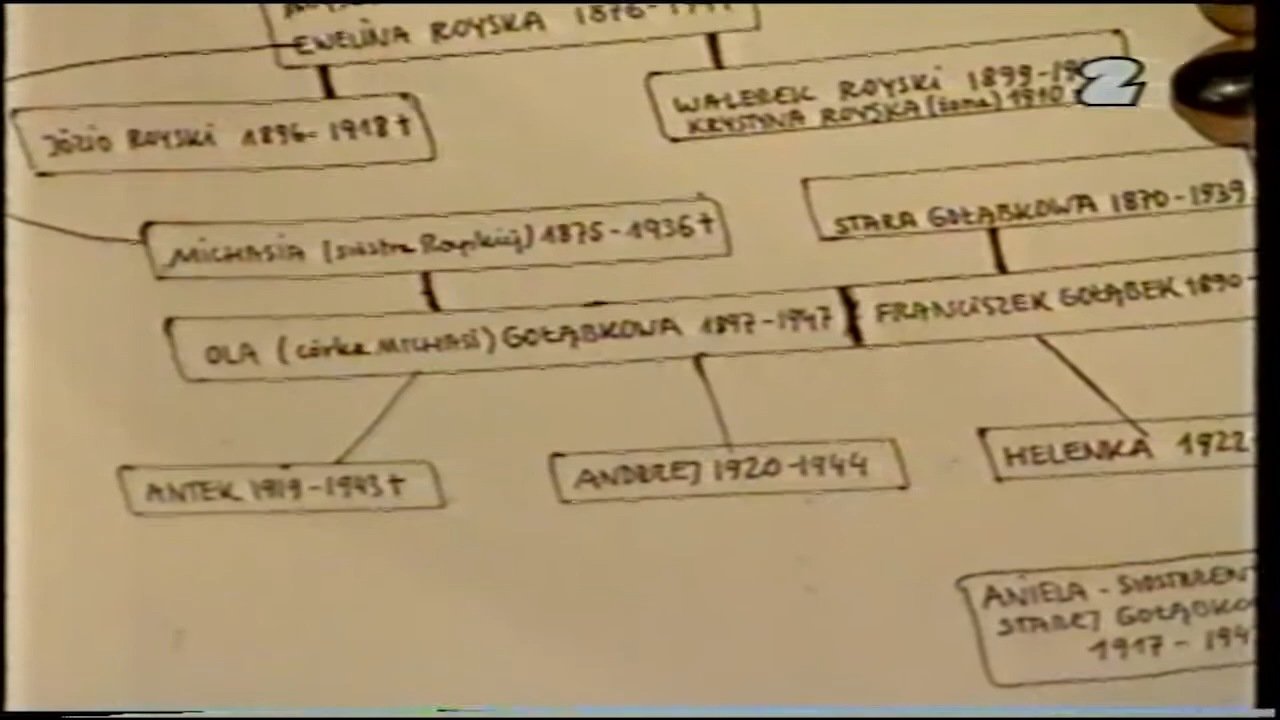 EWELINA ROYSKA 1876-
JÓZIO ROYSKI 1896-1918†
WALEREK ROYSKI 1899-19
KRYSTYNA ROYSKA (żona) 1910
2
MICHASIA (siostra Royskiej) 1875-1936†
STARA GOŁĄBKOWA 1870-1939
OLA (córka MICHASI) GOŁĄBKOWA 1897-1947
FRANCISZEK GOŁĄBEK 1890-
ANTEK 1919-1943†
ANDRZEJ 1920-1944
HELENKA 1922
ANIELA - SIOSTRZEN
STAREJ GOŁĄBKO
1917 - 194